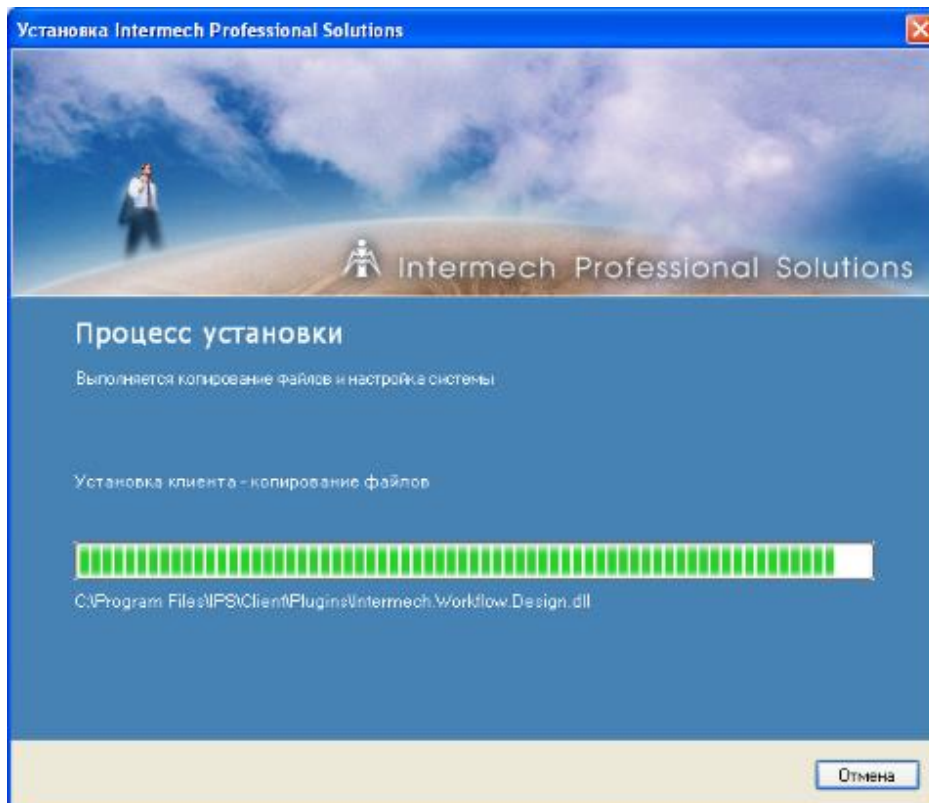 Установка Intermech Professional Solutions
Intermech Professional Solutions
Процесс установки
Выполняется копирование файлов и настройка системы
Установка клиента - копирование файлов
C:\Program Files\IPS\Client\Plugins\Intermech.Workflow.Design.dll
Отмена